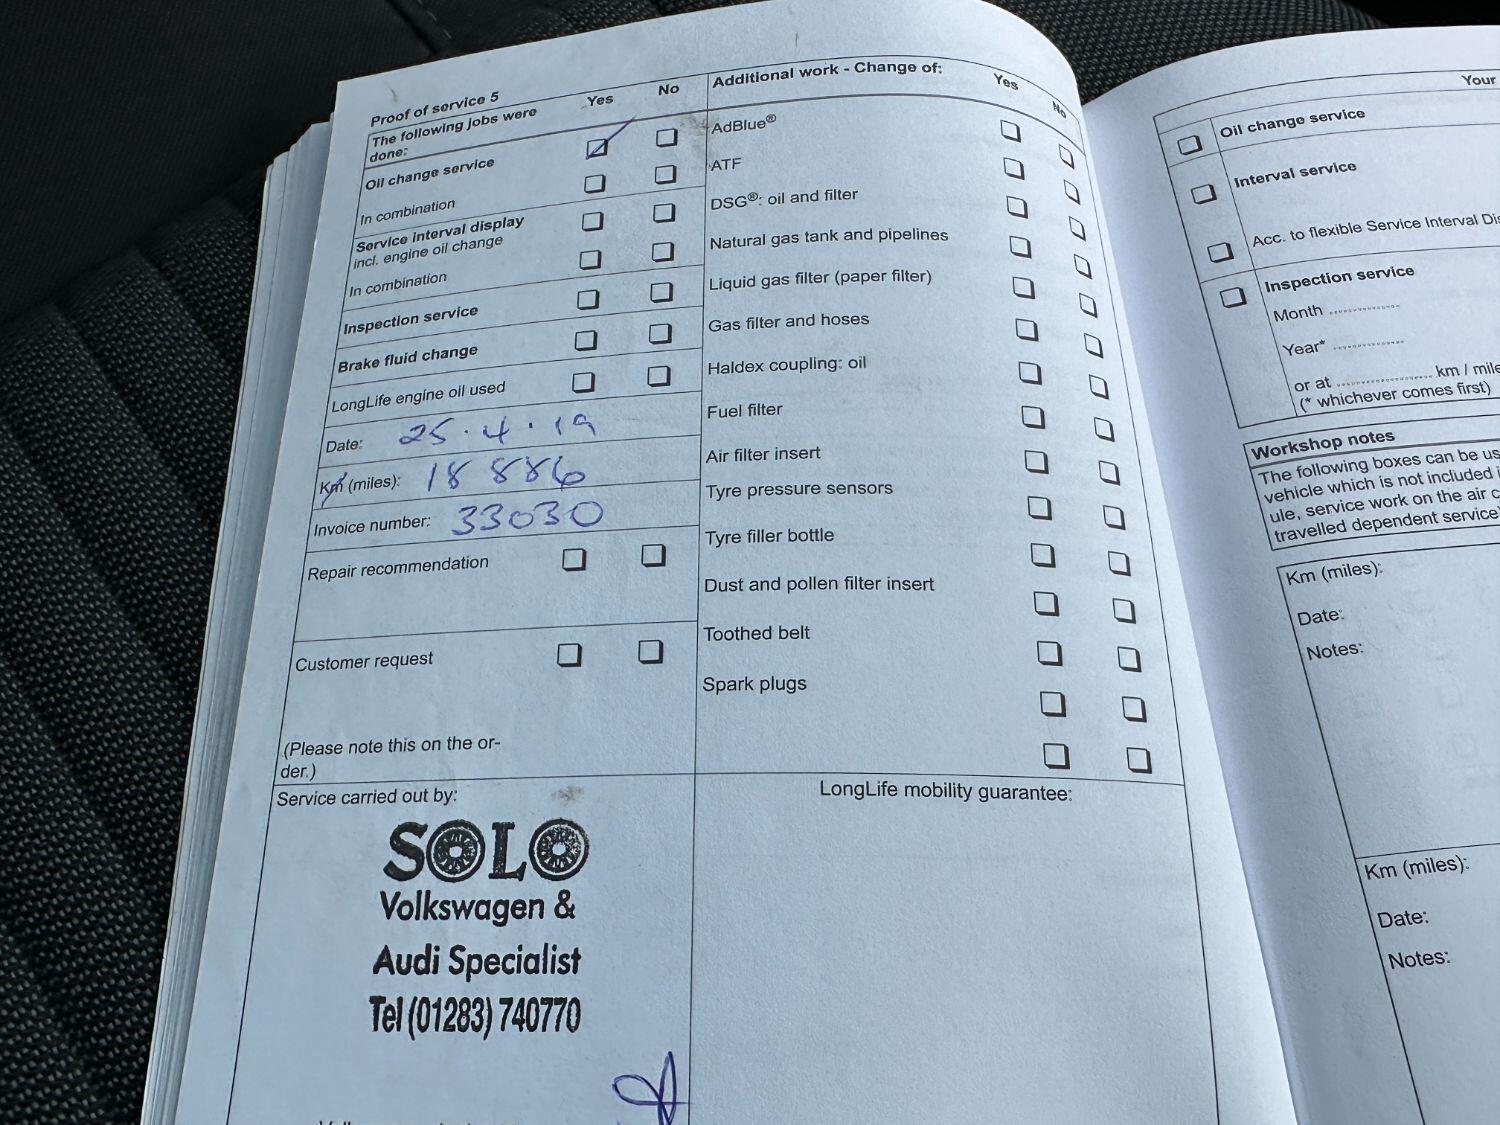 Proof of service 5
The following jobs were done: Yes No
Oil change service
In combination
Service interval display
incl. engine oil change
In combination
Inspection service
Brake fluid change
LongLife engine oil used
Date: 25.4.19
Km (miles): 18 886
Invoice number: 33030
Repair recommendation
Customer request
(Please note this on the or-
der.)
Service carried out by:
SOLO
Volkswagen &
Audi Specialist
Tel (01283) 740770
Additional work - Change of: Yes No
AdBlue®
ATF
DSG®: oil and filter
Natural gas tank and pipelines
Liquid gas filter (paper filter)
Gas filter and hoses
Haldex coupling: oil
Fuel filter
Air filter insert
Tyre pressure sensors
Tyre filler bottle
Dust and pollen filter insert
Toothed belt
Spark plugs
LongLife mobility guarantee:
Your
Oil change service
Interval service
Acc. to flexible Service Interval
Inspection service
Month
Year*
or at km / mile
(* whichever comes first)
Workshop notes
The following boxes can be us
vehicle which is not included i
ule, service work on the air c
travelled dependent service
Km (miles):
Date:
Notes:
Km (miles):
Date:
Notes: